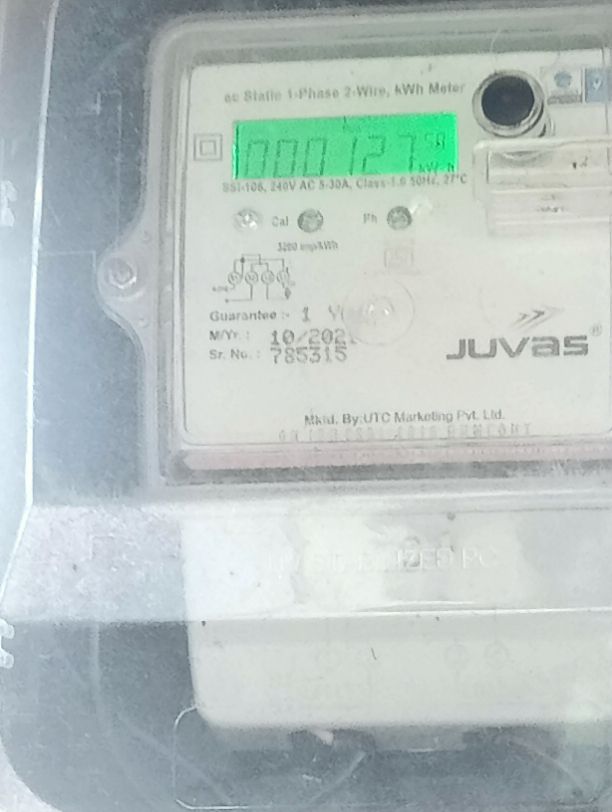 ac Static 1-Phase 2-Wire, kWh Meter
000127
kWh
SSI-106, 240V AC 5-30A, Class-1.0 50Hz, 27°C
Cal Ph
3200 imp/kWh
Guarantee :- 1
M/Yr. : 10/202
Sr. No. : 785315
JUVAS®
Mktd. By:UTC Marketing Pvt. Ltd.